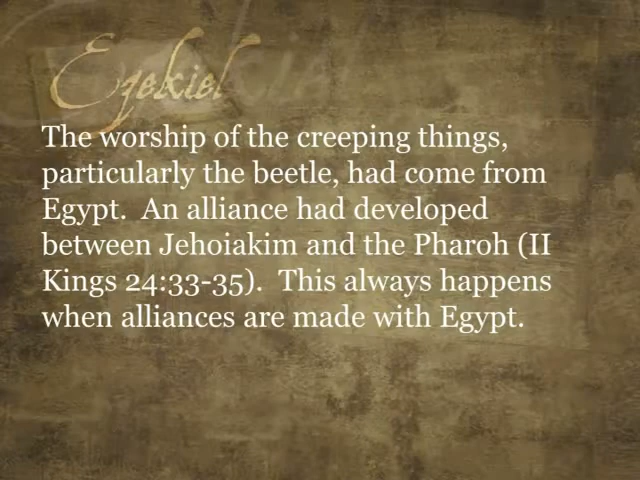 Ezekiel
The worship of the creeping things,
particularly the beetle, had come from
Egypt.  An alliance had developed
between Jehoiakim and the Pharoh (II
Kings 24:33-35).  This always happens
when alliances are made with Egypt.